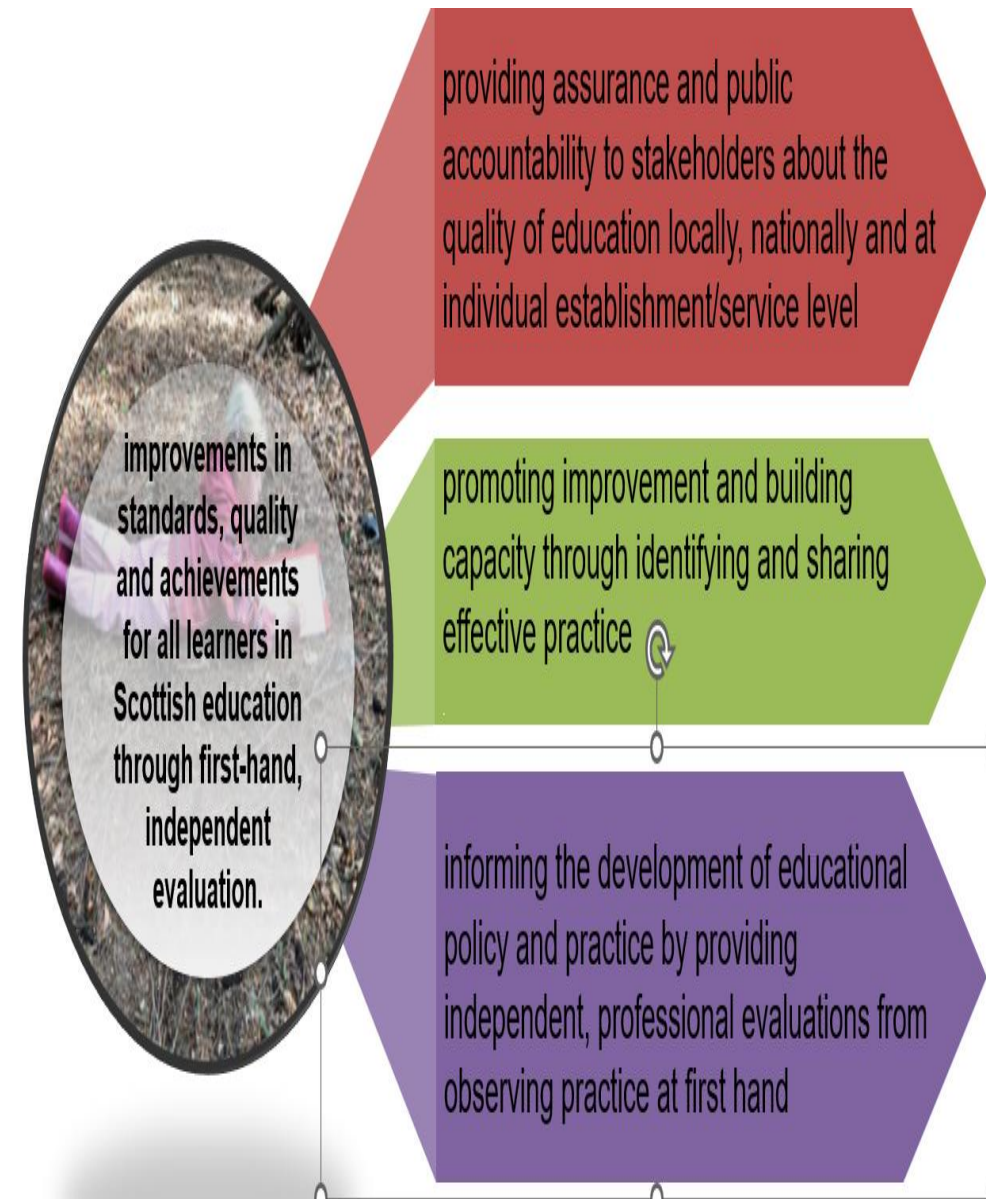 improvements in
standards, quality
and achievements
for all learners in
Scottish education
through first-hand,
independent
evaluation.
providing assurance and public
accountability to stakeholders about the
quality of education locally, nationally and at
individual establishment/service level
promoting improvement and building
capacity through identifying and sharing
effective practice
.
informing the development of educational
policy and practice by providing
independent, professional evaluations from
observing practice at first hand